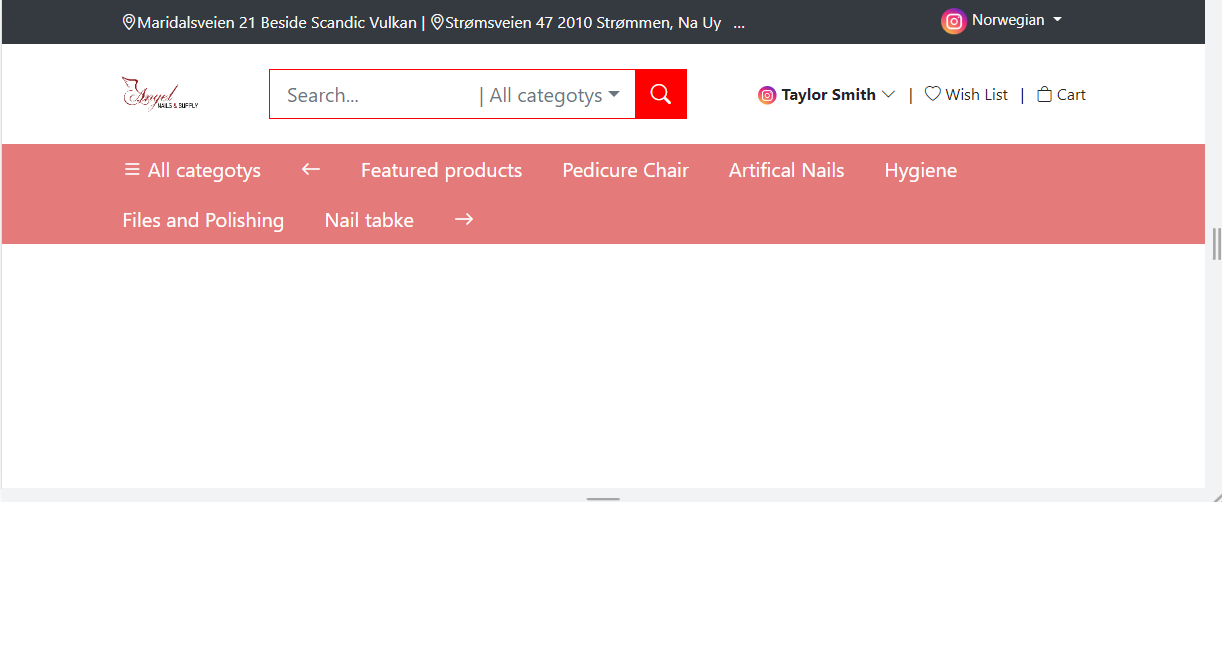 Maridalsveien 21 Beside Scandic Vulkan | Strømsveien 47 2010 Strømmen, Na Uy ...
Norwegian
Angel
NAILS & SUPPLY
Search... | All categotys
Taylor Smith | Wish List | Cart
All categotys ← Featured products Pedicure Chair Artifical Nails Hygiene
Files and Polishing Nail tabke →